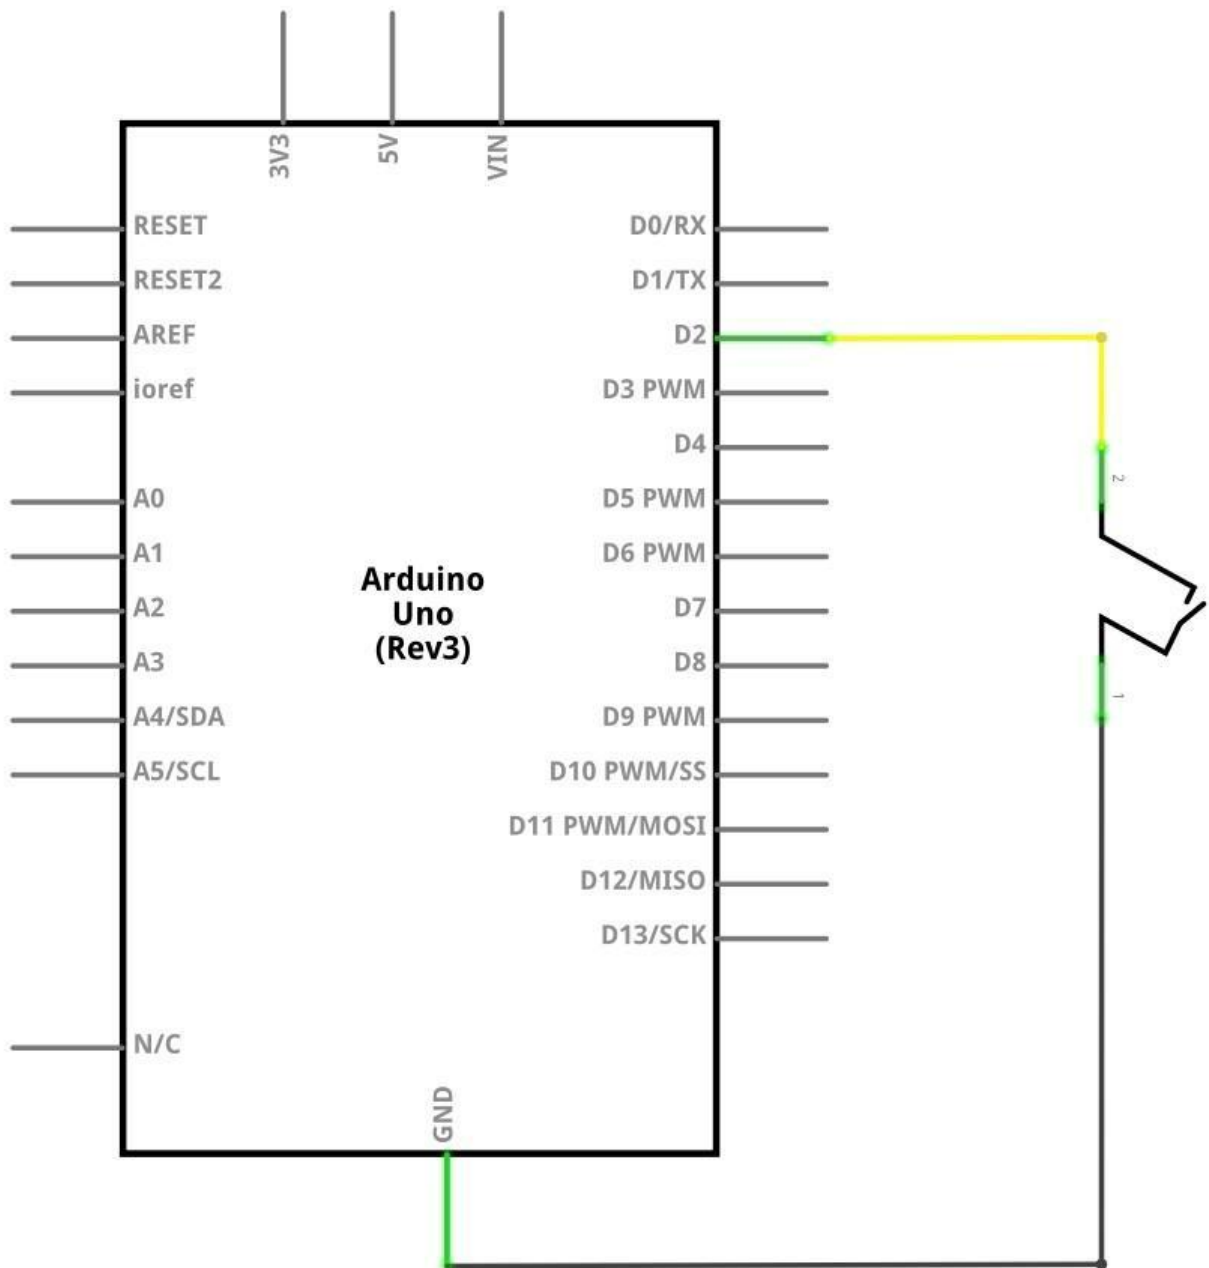 3V3
5V
VIN
RESET
RESET2
AREF
ioref
A0
A1
A2
A3
A4/SDA
A5/SCL
N/C
Arduino
Uno
(Rev3)
D0/RX
D1/TX
D2
D3 PWM
D4
D5 PWM
D6 PWM
D7
D8
D9 PWM
D10 PWM/SS
D11 PWM/MOSI
D12/MISO
D13/SCK
GND
2
1